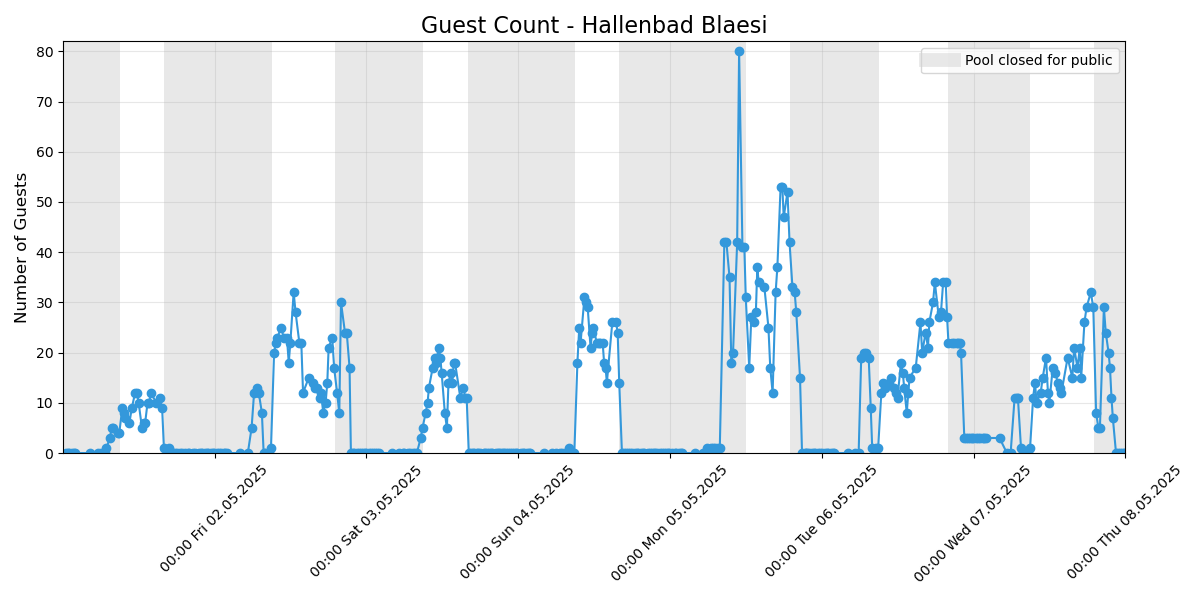 Guest Count - Hallenbad Blaesi
Number of Guests
80
70
60
50
40
30
20
10
0
Pool closed for public
00:00 Fri 02.05.2025
00:00 Sat 03.05.2025
00:00 Sun 04.05.2025
00:00 Mon 05.05.2025
00:00 Tue 06.05.2025
00:00 Wed 07.05.2025
00:00 Thu 08.05.2025